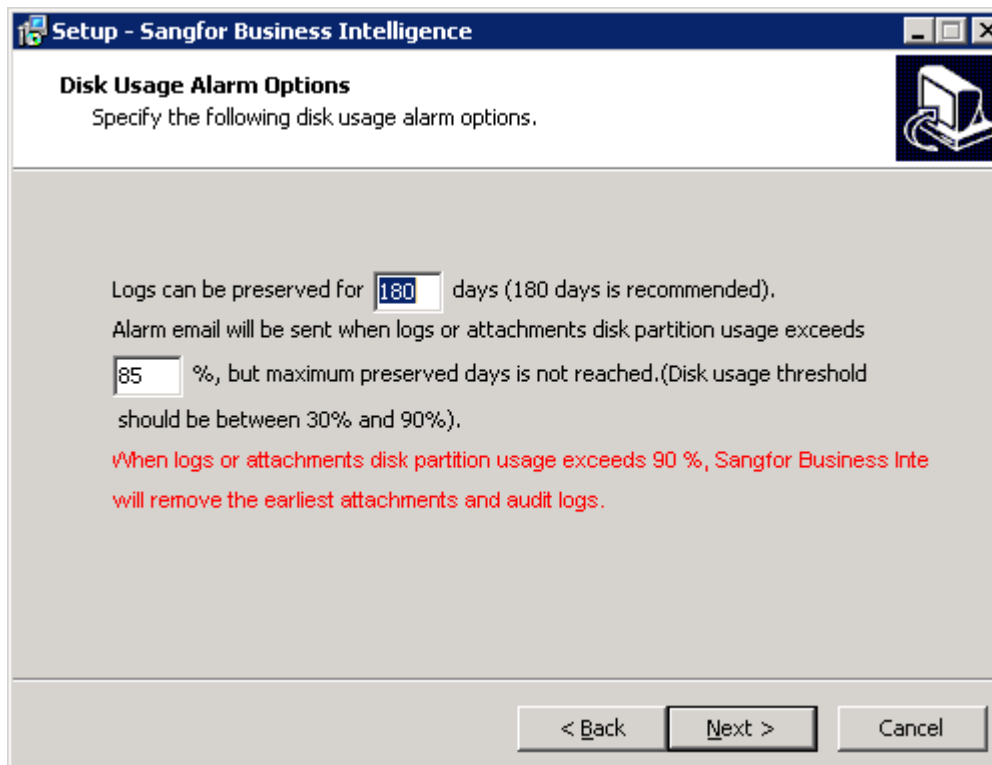 Setup - Sangfor Business Intelligence
Disk Usage Alarm Options
Specify the following disk usage alarm options.
Logs can be preserved for 180 days (180 days is recommended).
Alarm email will be sent when logs or attachments disk partition usage exceeds
85 %, but maximum preserved days is not reached.(Disk usage threshold
should be between 30% and 90%).
When logs or attachments disk partition usage exceeds 90 %, Sangfor Business Inte
will remove the earliest attachments and audit logs.
< Back Next > Cancel